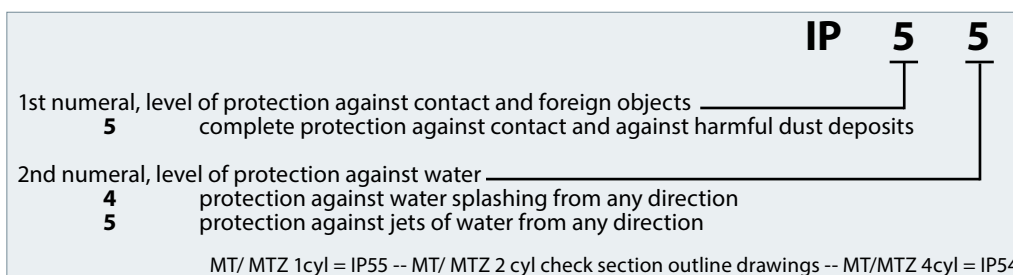 IP 5 5
1st numeral, level of protection against contact and foreign objects
5 complete protection against contact and against harmful dust deposits
2nd numeral, level of protection against water
4 protection against water splashing from any direction
5 protection against jets of water from any direction
MT/ MTZ 1cyl = IP55 -- MT/ MTZ 2 cyl check section outline drawings -- MT/MTZ 4cyl = IP54